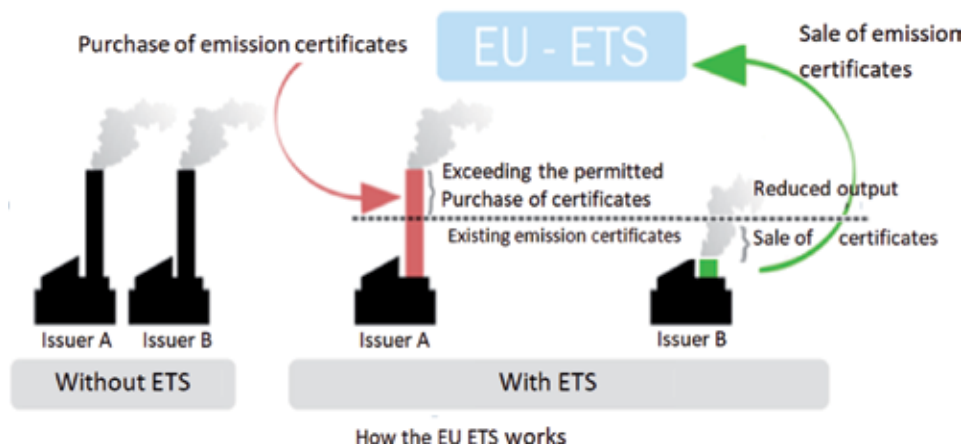 Purchase of emission certificates
EU - ETS
Sale of emission
certificates
Exceeding the permitted
Purchase of certificates
Reduced output
Existing emission certificates
Sale of certificates
Issuer A
Issuer B
Issuer A
Issuer B
Without ETS
With ETS
How the EU ETS works